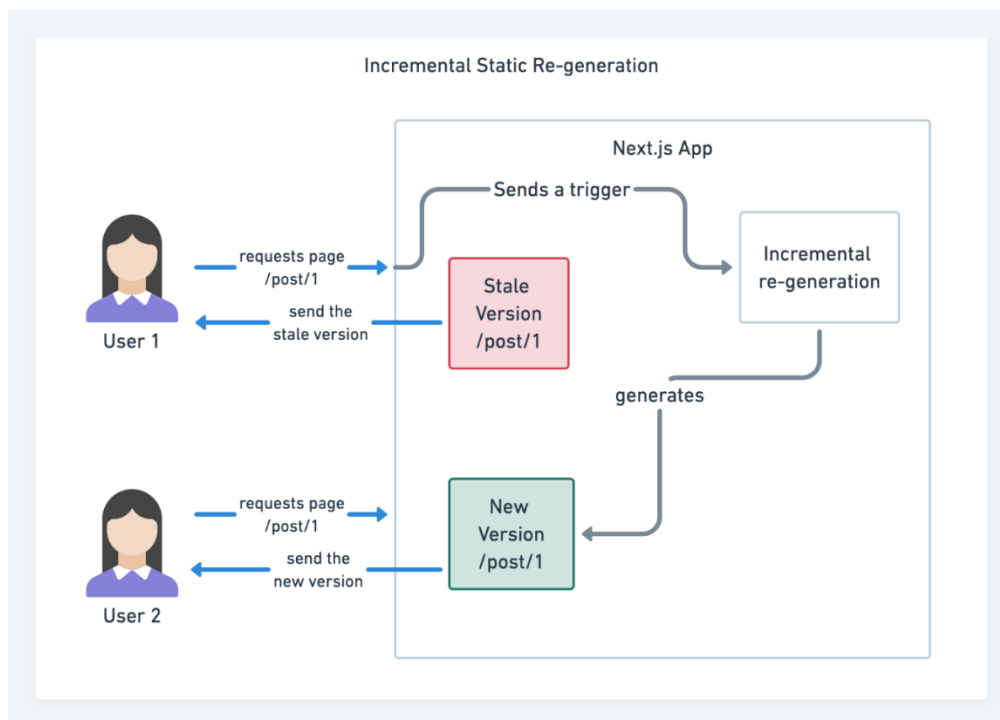 Incremental Static Re-generation
Next.js App
Sends a trigger
requests page
/post/1
Incremental
re-generation
Stale
Version
/post/1
send the
stale version
User 1
generates
requests page
/post/1
New
Version
/post/1
send the
new version
User 2